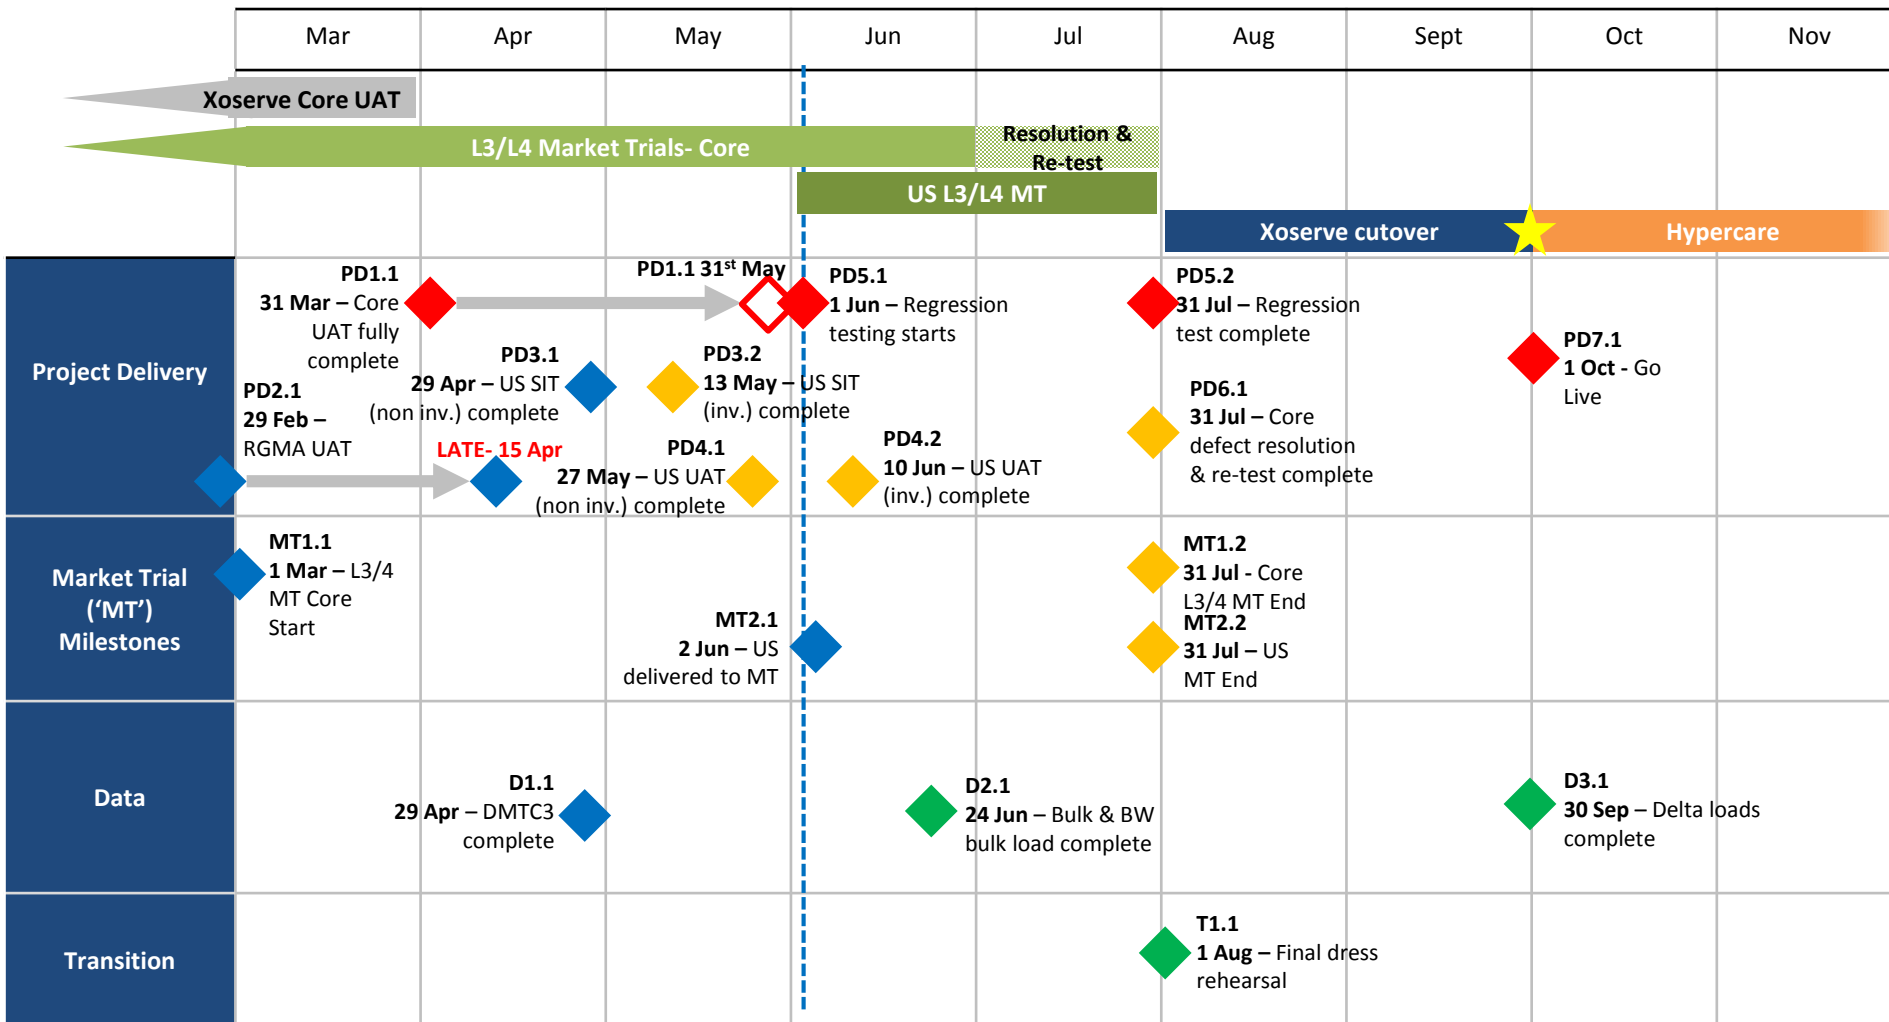 Mar
Apr
May
Jun
Jul
Aug
Sept
Oct
Nov
Xoserve Core UAT
L3/L4 Market Trials- Core
Resolution &
Re-test
US L3/L4 MT
Xoserve cutover
Hypercare
Project Delivery
PD1.1
31 Mar – Core
UAT fully
complete
PD1.1 31st May
PD5.1
1 Jun – Regression
testing starts
PD5.2
31 Jul – Regression
test complete
PD7.1
1 Oct - Go
Live
PD2.1
29 Feb –
RGMA UAT
LATE- 15 Apr
PD3.1
29 Apr – US SIT
(non inv.) complete
PD3.2
13 May – US SIT
(inv.) complete
PD4.1
27 May – US UAT
(non inv.) complete
PD4.2
10 Jun – US UAT
(inv.) complete
PD6.1
31 Jul – Core
defect resolution
& re-test complete
Market Trial
(‘MT’)
Milestones
MT1.1
1 Mar – L3/4
MT Core
Start
MT2.1
2 Jun – US
delivered to MT
MT1.2
31 Jul - Core
L3/4 MT End
MT2.2
31 Jul – US
MT End
Data
D1.1
29 Apr – DMTC3
complete
D2.1
24 Jun – Bulk & BW
bulk load complete
D3.1
30 Sep – Delta loads
complete
Transition
T1.1
1 Aug – Final dress
rehearsal